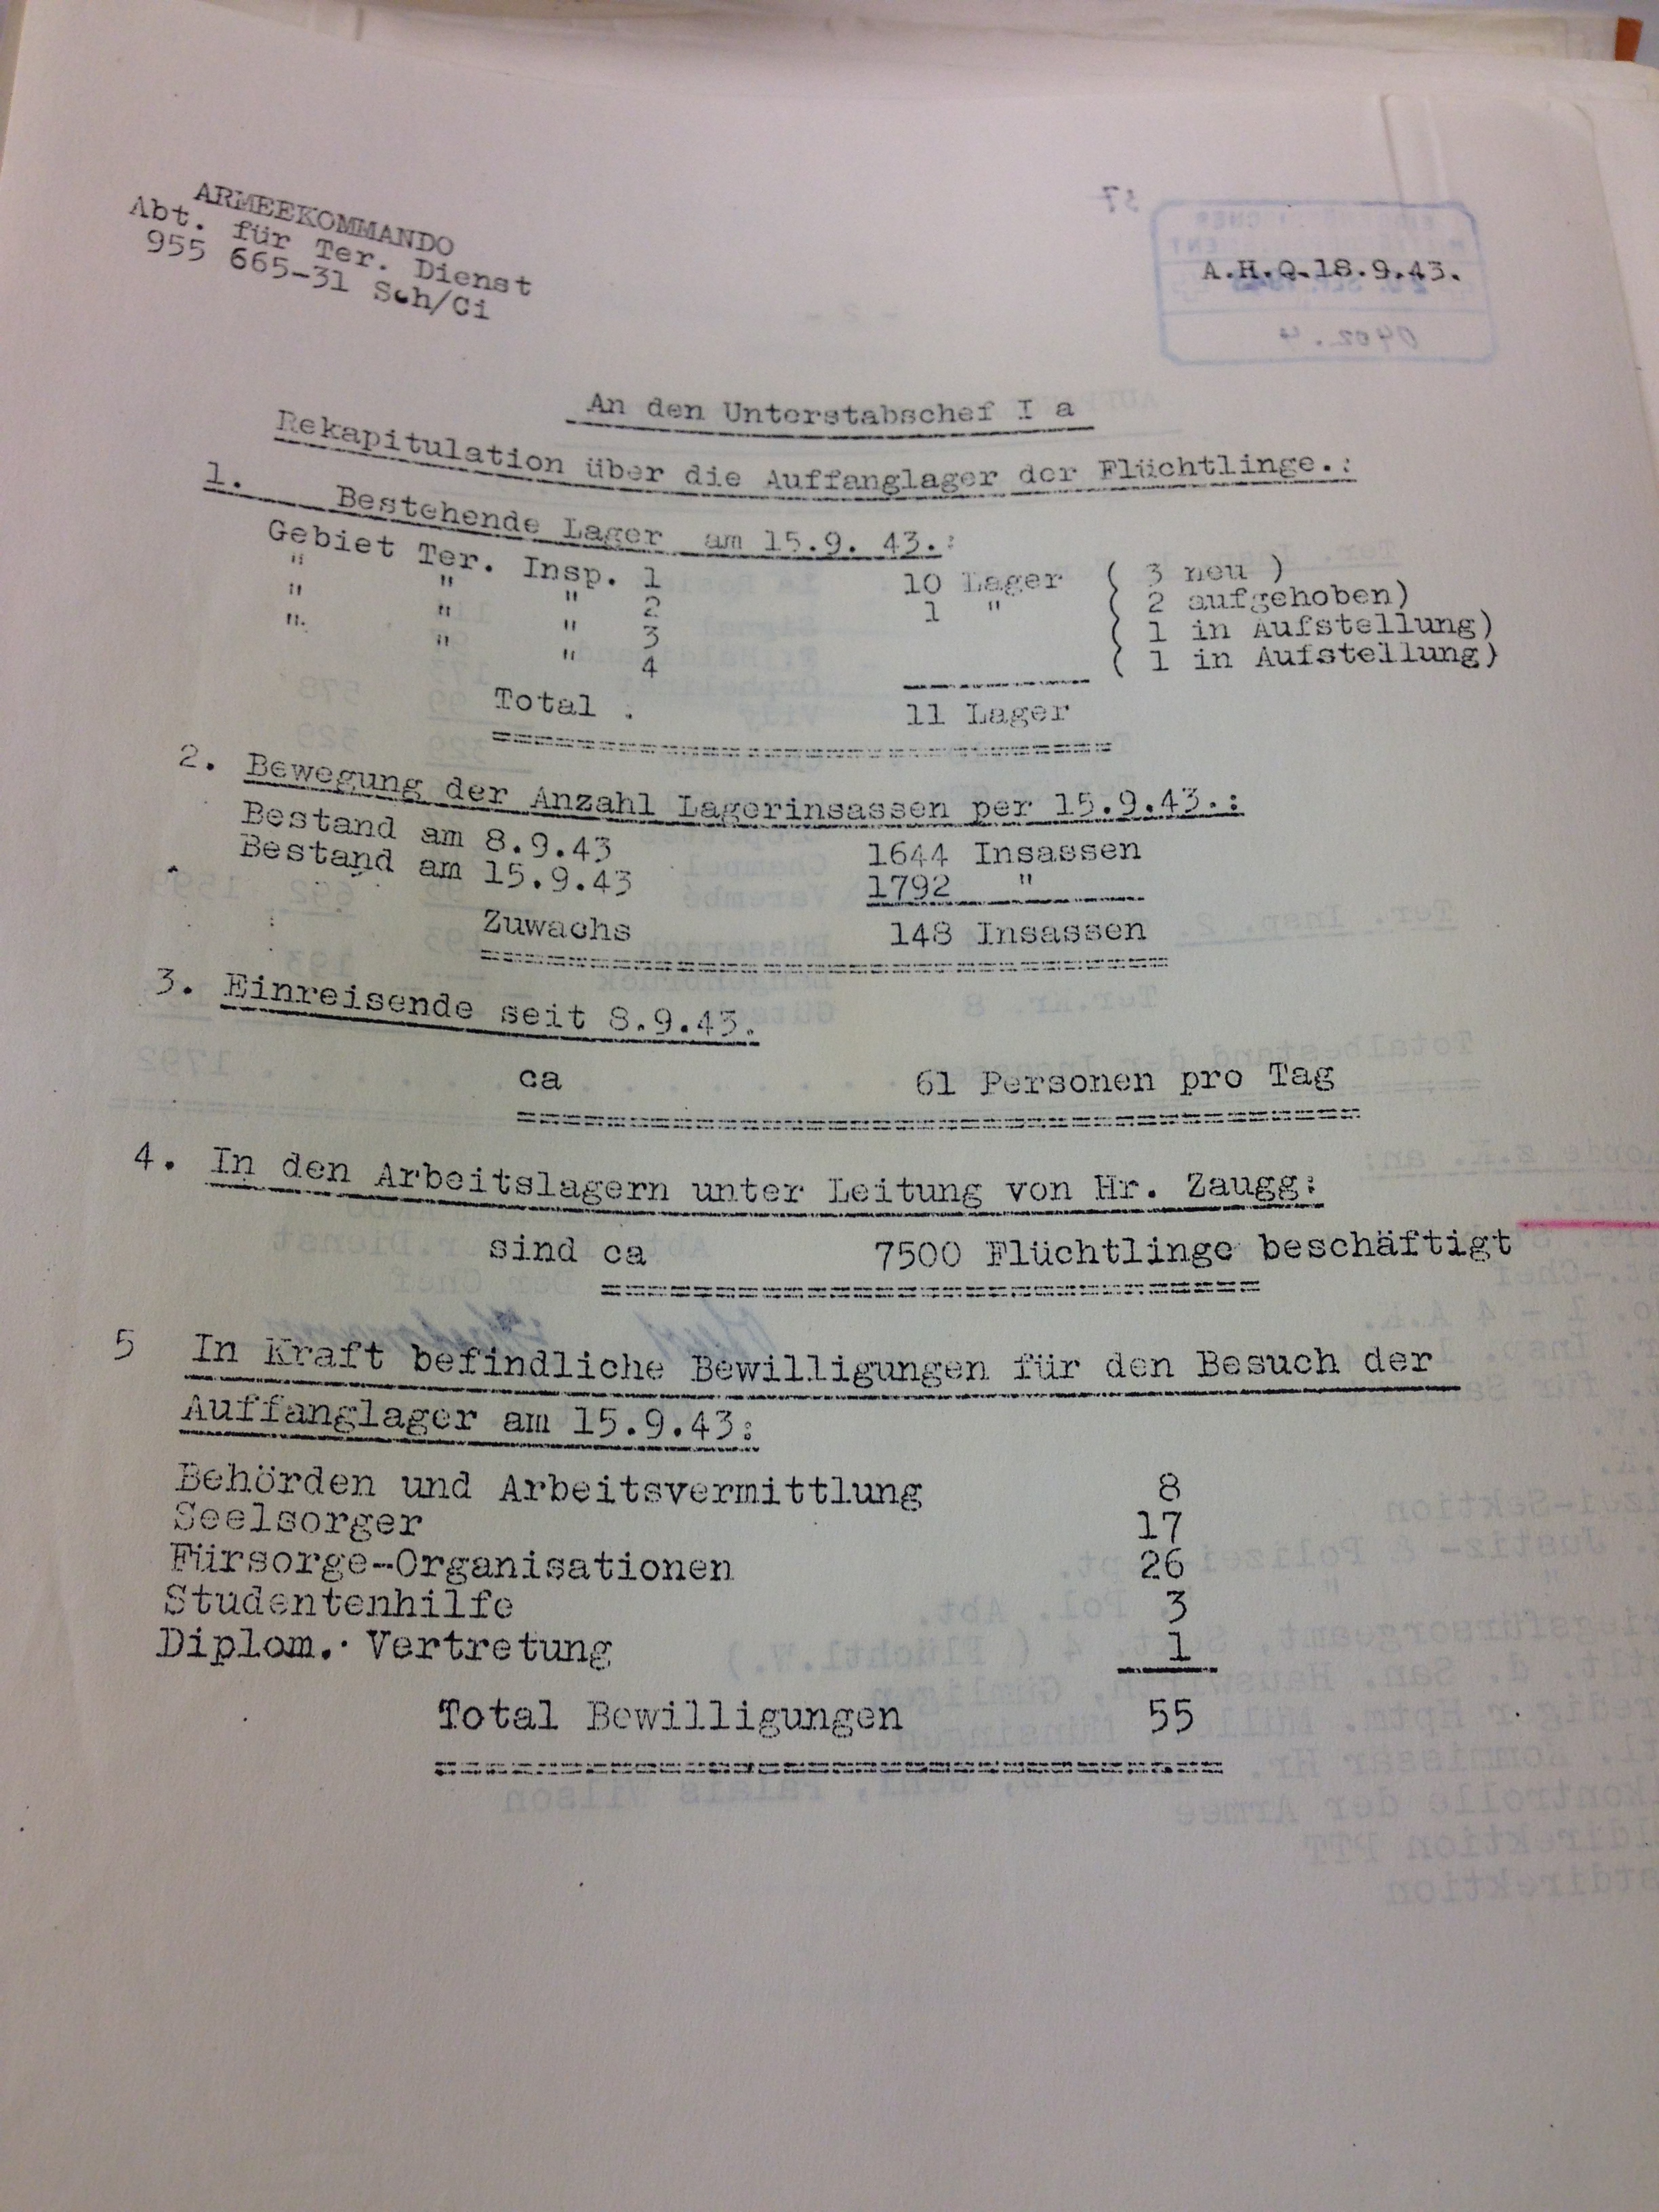 ARMEEKOMMANDO
Abt. für Ter. Dienst
955 665-31 Sch/Ci
A.H.Q. 18.9.43.
An den Unterstabschef I a
Rekapitulation über die Auffanglager der Flüchtlinge.:
1. Bestehende Lager am 15.9. 43.:
Gebiet Ter. Insp. 1 10 Lager ( 3 neu )
" " " 2 1 " ( 2 aufgehoben)
" " " 3 ( 1 in Aufstellung)
" " " 4 ( 1 in Aufstellung)
Total . 11 Lager
2. Bewegung der Anzahl Lagerinsassen per 15.9.43.:
Bestand am 8.9.43 1644 Insassen
Bestand am 15.9.43 1792 "
Zuwachs 148 Insassen
3. Einreisende seit 8.9.43.
ca 61 Personen pro Tag
4. In den Arbeitslagern unter Leitung von Hr. Zaugg:
sind ca 7500 Flüchtlinge beschäftigt
5 In Kraft befindliche Bewilligungen für den Besuch der
Auffanglager am 15.9.43:
Behörden und Arbeitsvermittlung 8
Seelsorger 17
Fürsorge-Organisationen 26
Studentenhilfe 3
Diplom. Vertretung 1
Total Bewilligungen 55